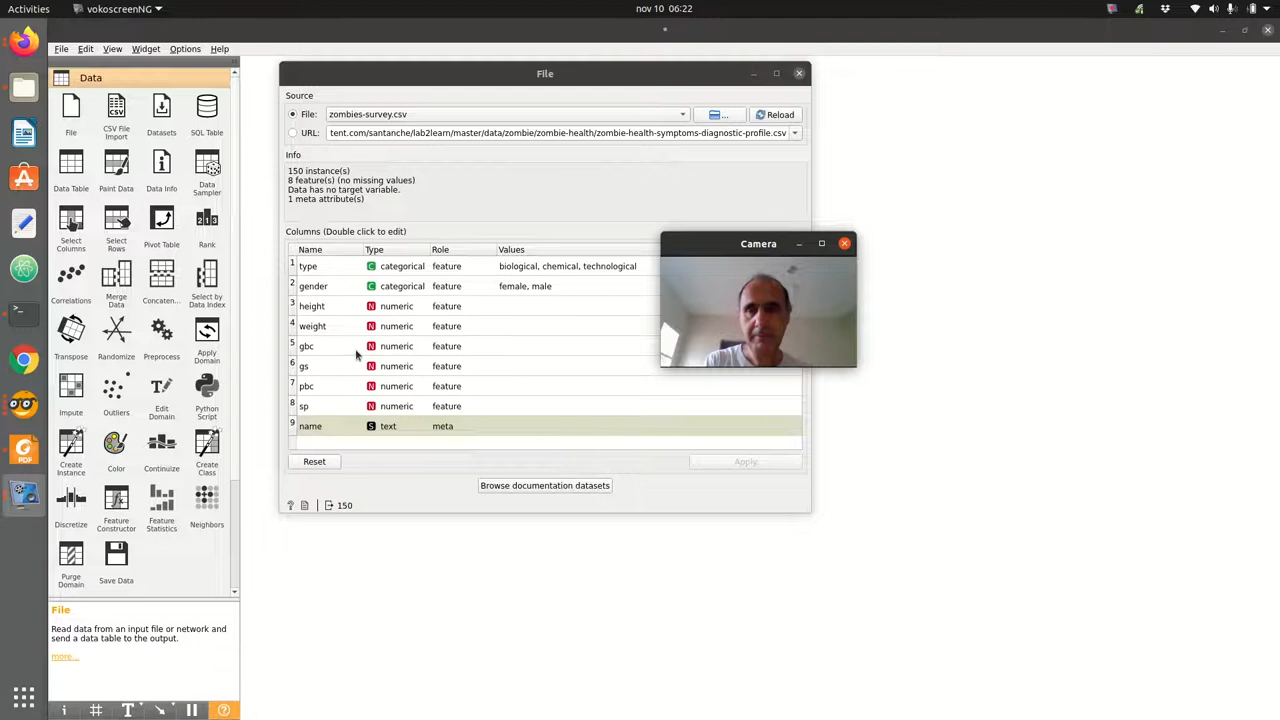 Activities
vokoscreenNG
nov 10 06:22
File Edit View Widget Options Help
Data
File
CSV File Import
Datasets
SQL Table
Data Table
Paint Data
Data Info
Data Sampler
Select Columns
Select Rows
Pivot Table
Rank
Correlations
Merge Data
Concaten...
Select by Data Index
Transpose
Randomize
Preprocess
Apply Domain
Impute
Outliers
Edit Domain
Python Script
Create Instance
Color
Continuize
Create Class
Discretize
Feature Constructor
Feature Statistics
Neighbors
Purge Domain
Save Data
File
Read data from an input file or network and
send a data table to the output.
more...
File
Source
File: zombies-survey.csv ... Reload
URL: tent.com/santanche/lab2learn/master/data/zombie/zombie-health/zombie-health-symptoms-diagnostic-profile.csv
Info
150 instance(s)
8 feature(s) (no missing values)
Data has no target variable.
1 meta attribute(s)
Columns (Double click to edit)
Name Type Role Values
1 type C categorical feature biological, chemical, technological
2 gender C categorical feature female, male
3 height N numeric feature
4 weight N numeric feature
5 gbc N numeric feature
6 gs N numeric feature
7 pbc N numeric feature
8 sp N numeric feature
9 name S text meta
Reset Apply
Browse documentation datasets
? 150
Camera